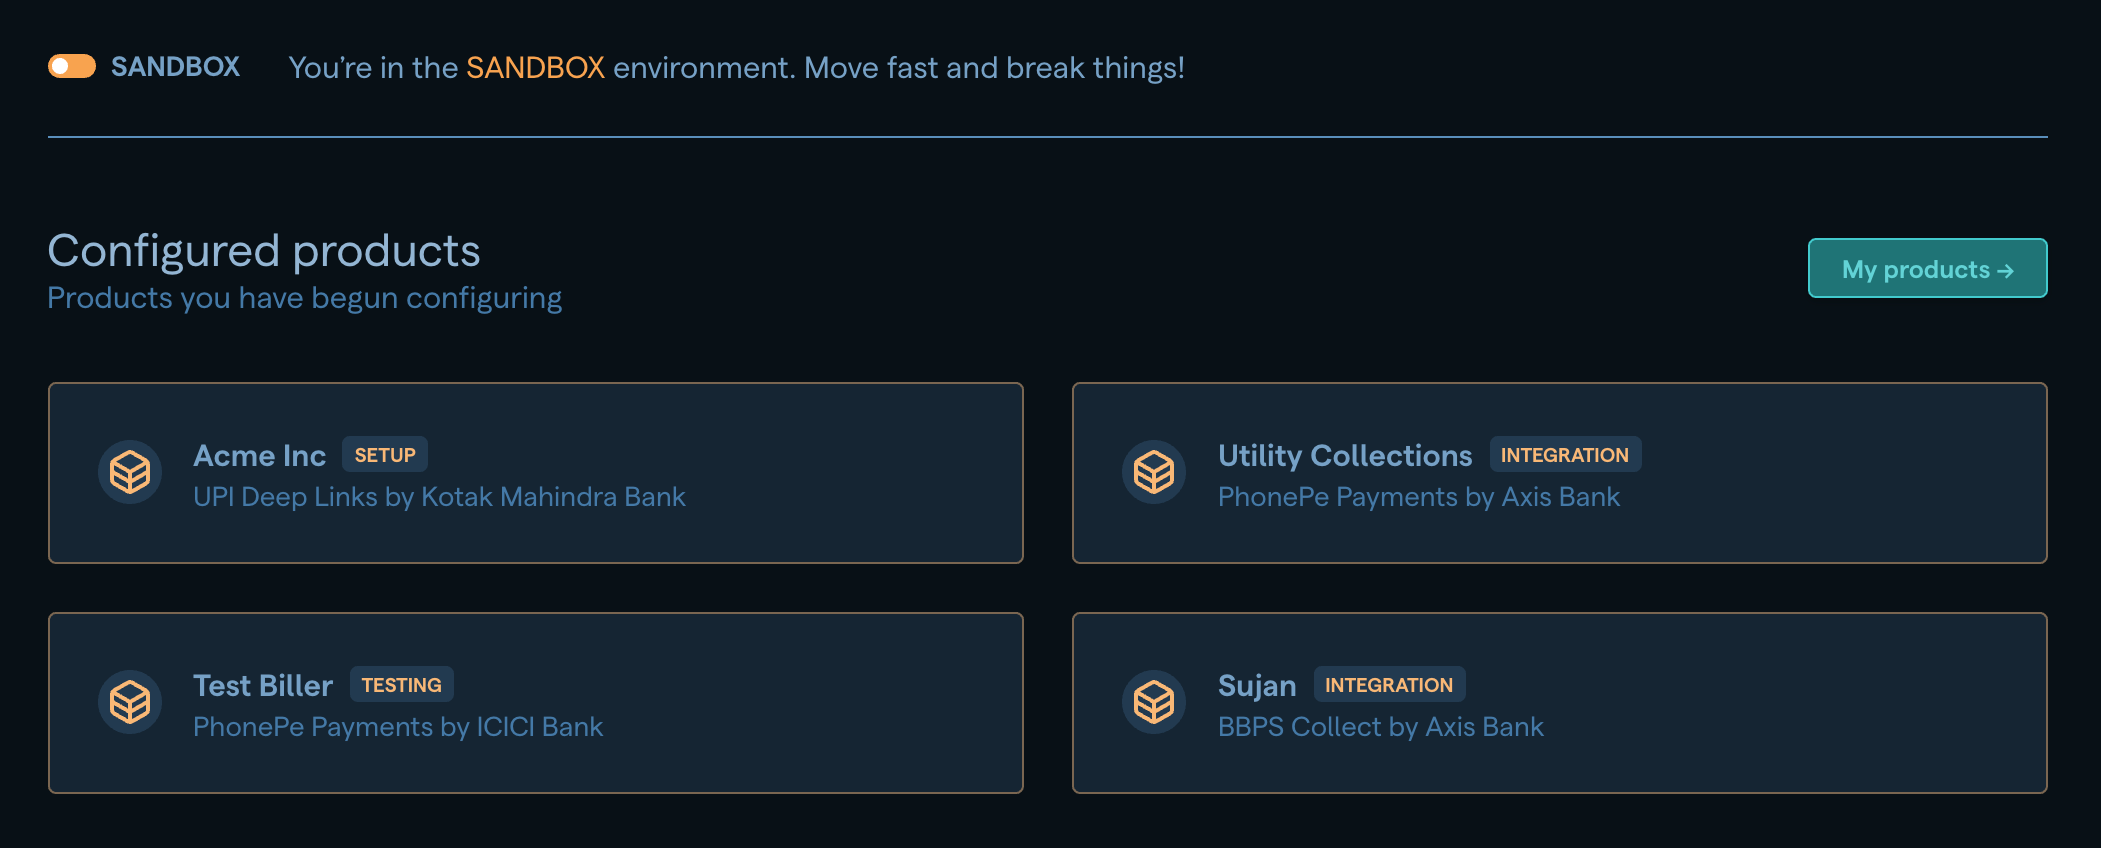 SANDBOX You’re in the SANDBOX environment. Move fast and break things!
Configured products
Products you have begun configuring
My products →
Acme Inc SETUP
UPI Deep Links by Kotak Mahindra Bank
Utility Collections INTEGRATION
PhonePe Payments by Axis Bank
Test Biller TESTING
PhonePe Payments by ICICI Bank
Sujan INTEGRATION
BBPS Collect by Axis Bank